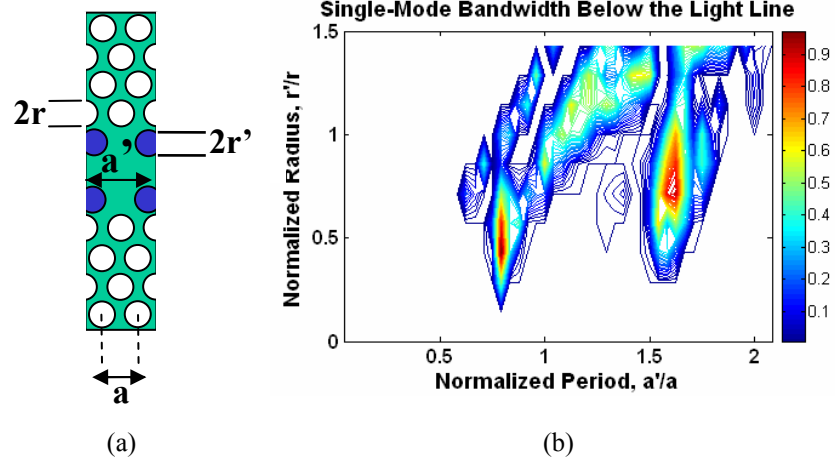 2r
a'
2r'
a
(a)
Single-Mode Bandwidth Below the Light Line
Normalized Radius, r'/r
1.5
1
0.5
0
0.5
1
1.5
2
Normalized Period, a'/a
0.9
0.8
0.7
0.6
0.5
0.4
0.3
0.2
0.1
(b)